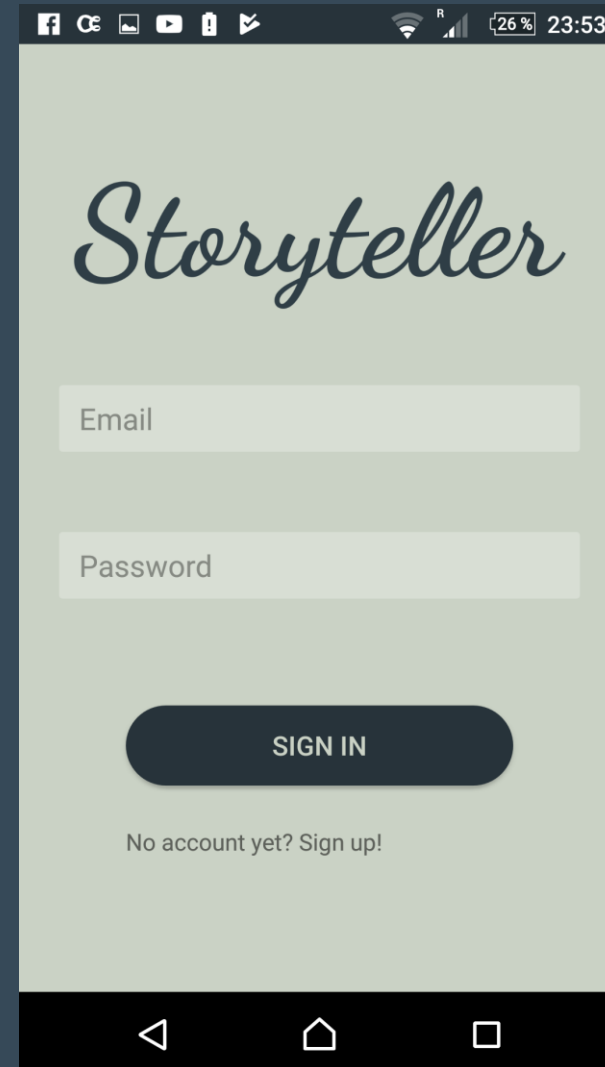 R 26 % 23:53
Storyteller
Email
Password
SIGN IN
No account yet? Sign up!